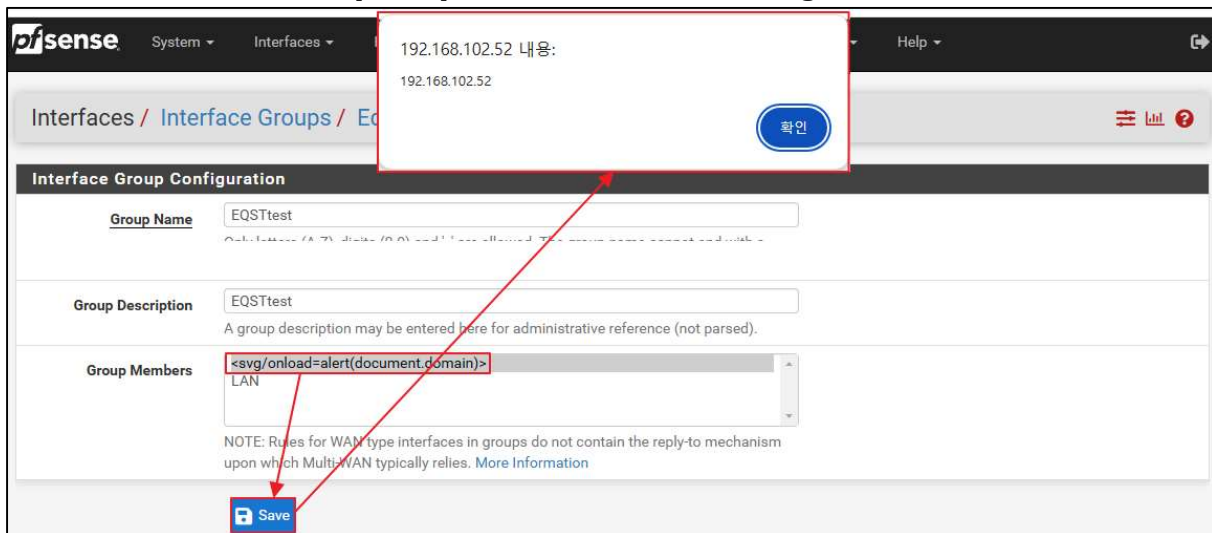 pfsense System Interfaces Help
192.168.102.52 내용:
192.168.102.52
확인
Interfaces / Interface Groups /
Interface Group Configuration
Group Name EQSTtest
Group Description EQSTtest
A group description may be entered here for administrative reference (not parsed).
Group Members <svg/onload=alert(document.domain)>
LAN
NOTE: Rules for WAN type interfaces in groups do not contain the reply-to mechanism
upon which Multi-WAN typically relies. More Information
Save